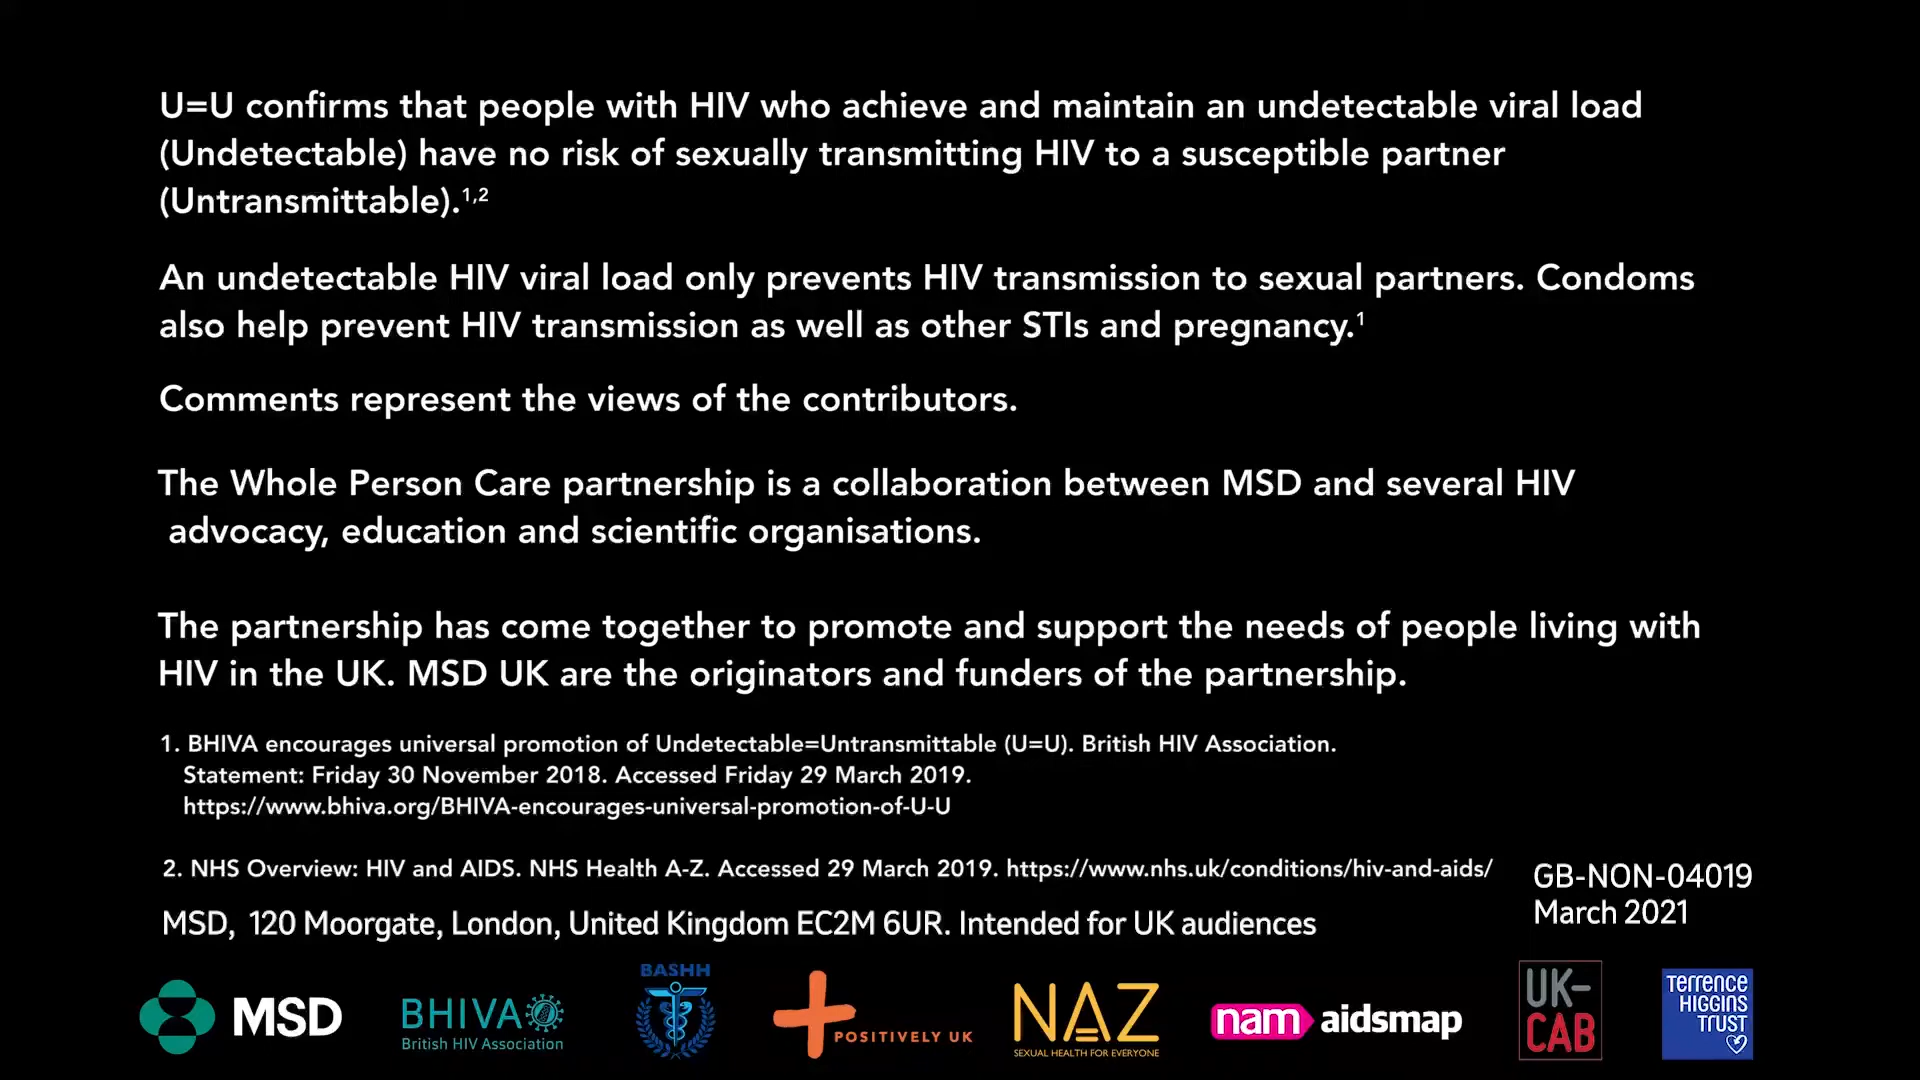 U=U confirms that people with HIV who achieve and maintain an undetectable viral load
(Undetectable) have no risk of sexually transmitting HIV to a susceptible partner
(Untransmittable).1,2
An undetectable HIV viral load only prevents HIV transmission to sexual partners. Condoms
also help prevent HIV transmission as well as other STIs and pregnancy.1
Comments represent the views of the contributors.
The Whole Person Care partnership is a collaboration between MSD and several HIV
advocacy, education and scientific organisations.
The partnership has come together to promote and support the needs of people living with
HIV in the UK. MSD UK are the originators and funders of the partnership.
1. BHIVA encourages universal promotion of Undetectable=Untransmittable (U=U). British HIV Association.
Statement: Friday 30 November 2018. Accessed Friday 29 March 2019.
https://www.bhiva.org/BHIVA-encourages-universal-promotion-of-U-U
2. NHS Overview: HIV and AIDS. NHS Health A-Z. Accessed 29 March 2019. https://www.nhs.uk/conditions/hiv-and-aids/
GB-NON-04019
March 2021
MSD, 120 Moorgate, London, United Kingdom EC2M 6UR. Intended for UK audiences
MSD
BHIVA
British HIV Association
BASHH
POSITIVELY UK
NAZ
SEXUAL HEALTH FOR EVERYONE
nam aidsmap
UK-
CAB
Terrence
HIGGINS
TRUST